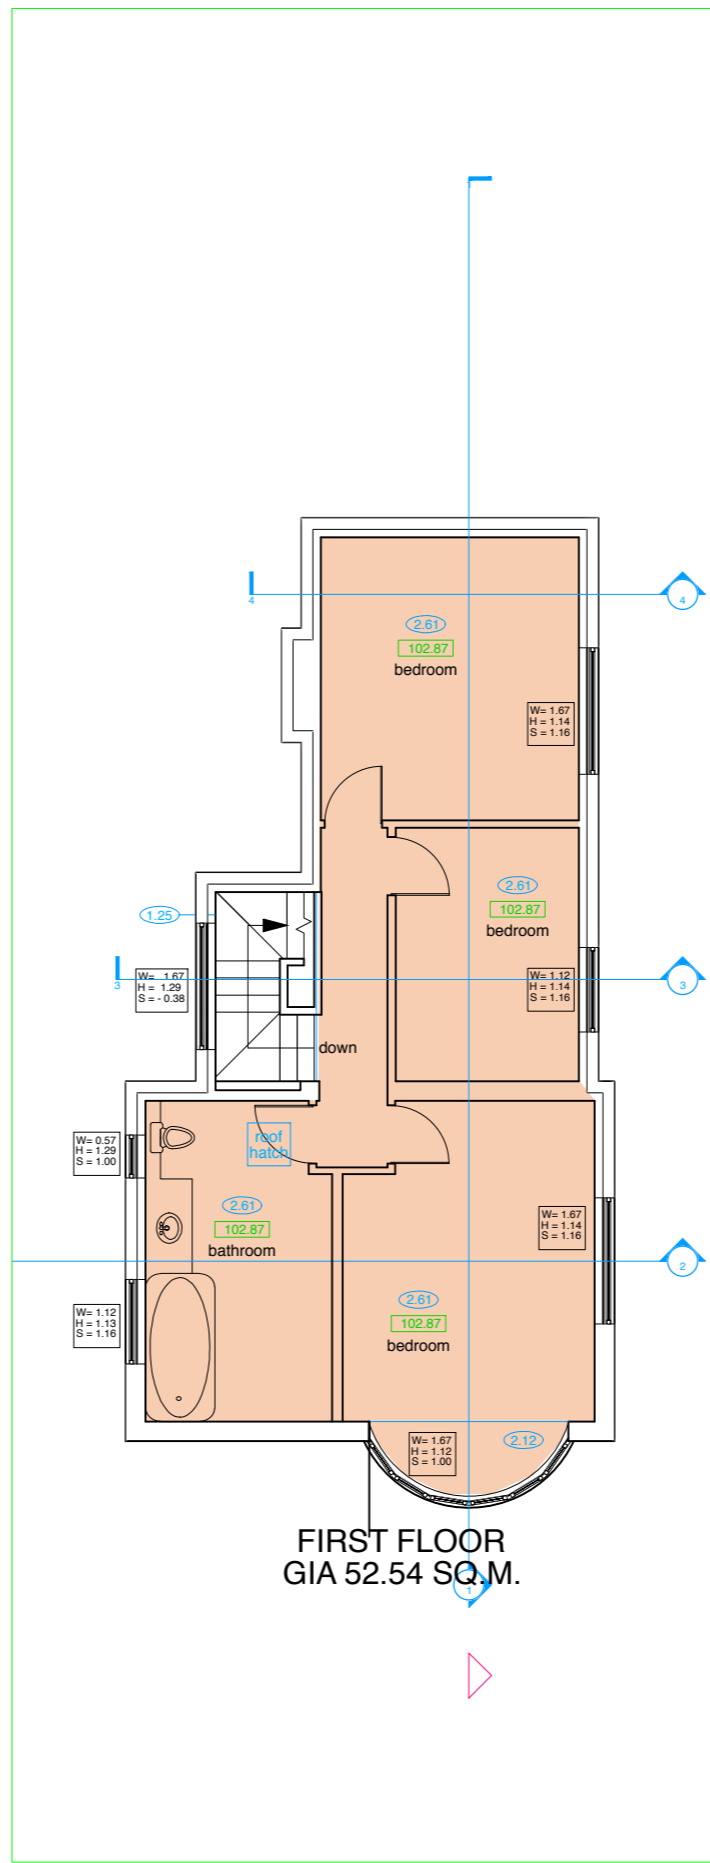 1
4
4
2.61
102.87
bedroom
W= 1.67
H = 1.14
S = 1.16
2.61
102.87
bedroom
1.25
W= 1.67
H = 1.29
S = - 0.38
W= 1.12
H = 1.14
S = 1.16
3
3
down
roof
hatch
W= 0.57
H = 1.29
S = 1.00
2.61
102.87
bathroom
W= 1.67
H = 1.14
S = 1.16
2
W= 1.12
H = 1.13
S = 1.16
2.61
102.87
bedroom
W= 1.67
H = 1.12
S = 1.00
2.12
FIRST FLOOR
GIA 52.54 SQ.M.
1